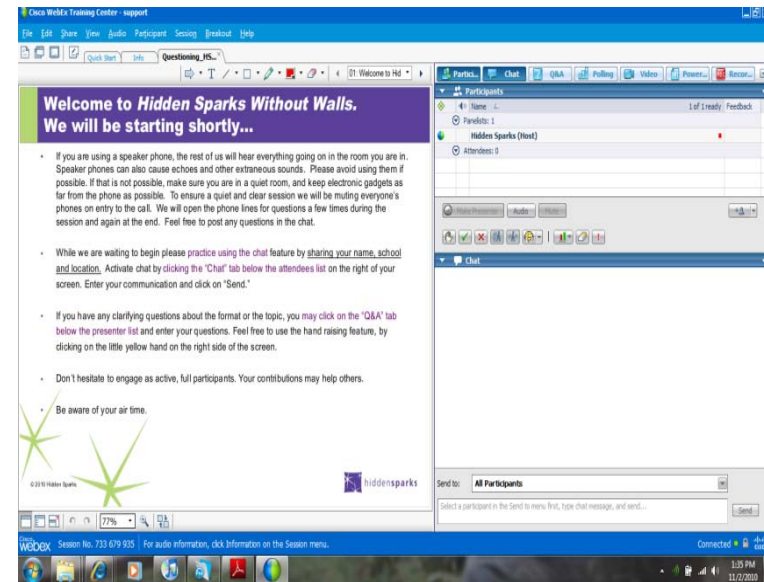 Cisco WebEx Training Center - support
File Edit Share View Audio Participant Session Breakout Help
Quick Start Info Questioning_HS...
01: Welcome to Hid
Welcome to Hidden Sparks Without Walls.
We will be starting shortly...
• If you are using a speaker phone, the rest of us will hear everything going on in the room you are in.
Speaker phones can also cause echoes and other extraneous sounds. Please avoid using them if
possible. If that is not possible, make sure you are in a quiet room, and keep electronic gadgets as
far from the phone as possible. To ensure a quiet and clear session we will be muting everyone's
phones on entry to the call. We will open the phone lines for questions a few times during the
session and again at the end. Feel free to post any questions in the chat.
• While we are waiting to begin please practice using the chat feature by sharing your name, school
and location. Activate chat by clicking the "Chat" tab below the attendees list on the right of your
screen. Enter your communication and click on "Send."
• If you have any clarifying questions about the format or the topic, you may click on the "Q&A" tab
below the presenter list and enter your questions. Feel free to use the hand raising feature, by
clicking on the little yellow hand on the right side of the screen.
• Don't hesitate to engage as active, full participants. Your contributions may help others.
• Be aware of your air time.
© 2010 Hidden Sparks
hiddensparks
77%
Partici... Chat Q&A Polling Video Power... Recor...
Participants
Name 1 of 1 ready Feedback
Panelists: 1
Hidden Sparks (Host)
Attendees: 0
Make Presenter Audio Mute
Chat
Send to: All Participants
Select a participant in the Send to menu first, type chat message, and send...
Send
Cisco WebEx Session No. 733 679 935 For audio information, click Information on the Session menu.
Connected
1:35 PM
11/2/2010